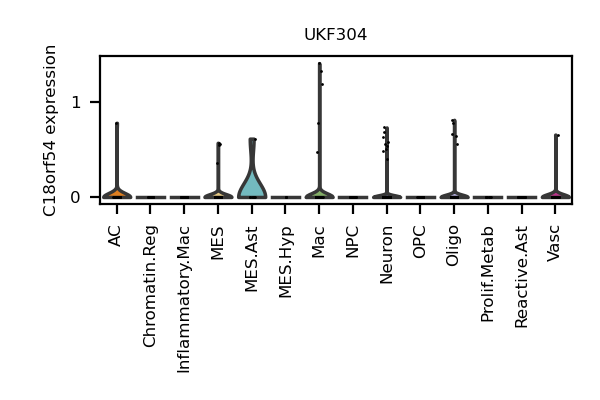 UKF304
C18orf54 expression
1
0
AC
Chromatin.Reg
Inflammatory.Mac
MES
MES.Ast
MES.Hyp
Mac
NPC
Neuron
OPC
Oligo
Prolif.Metab
Reactive.Ast
Vasc